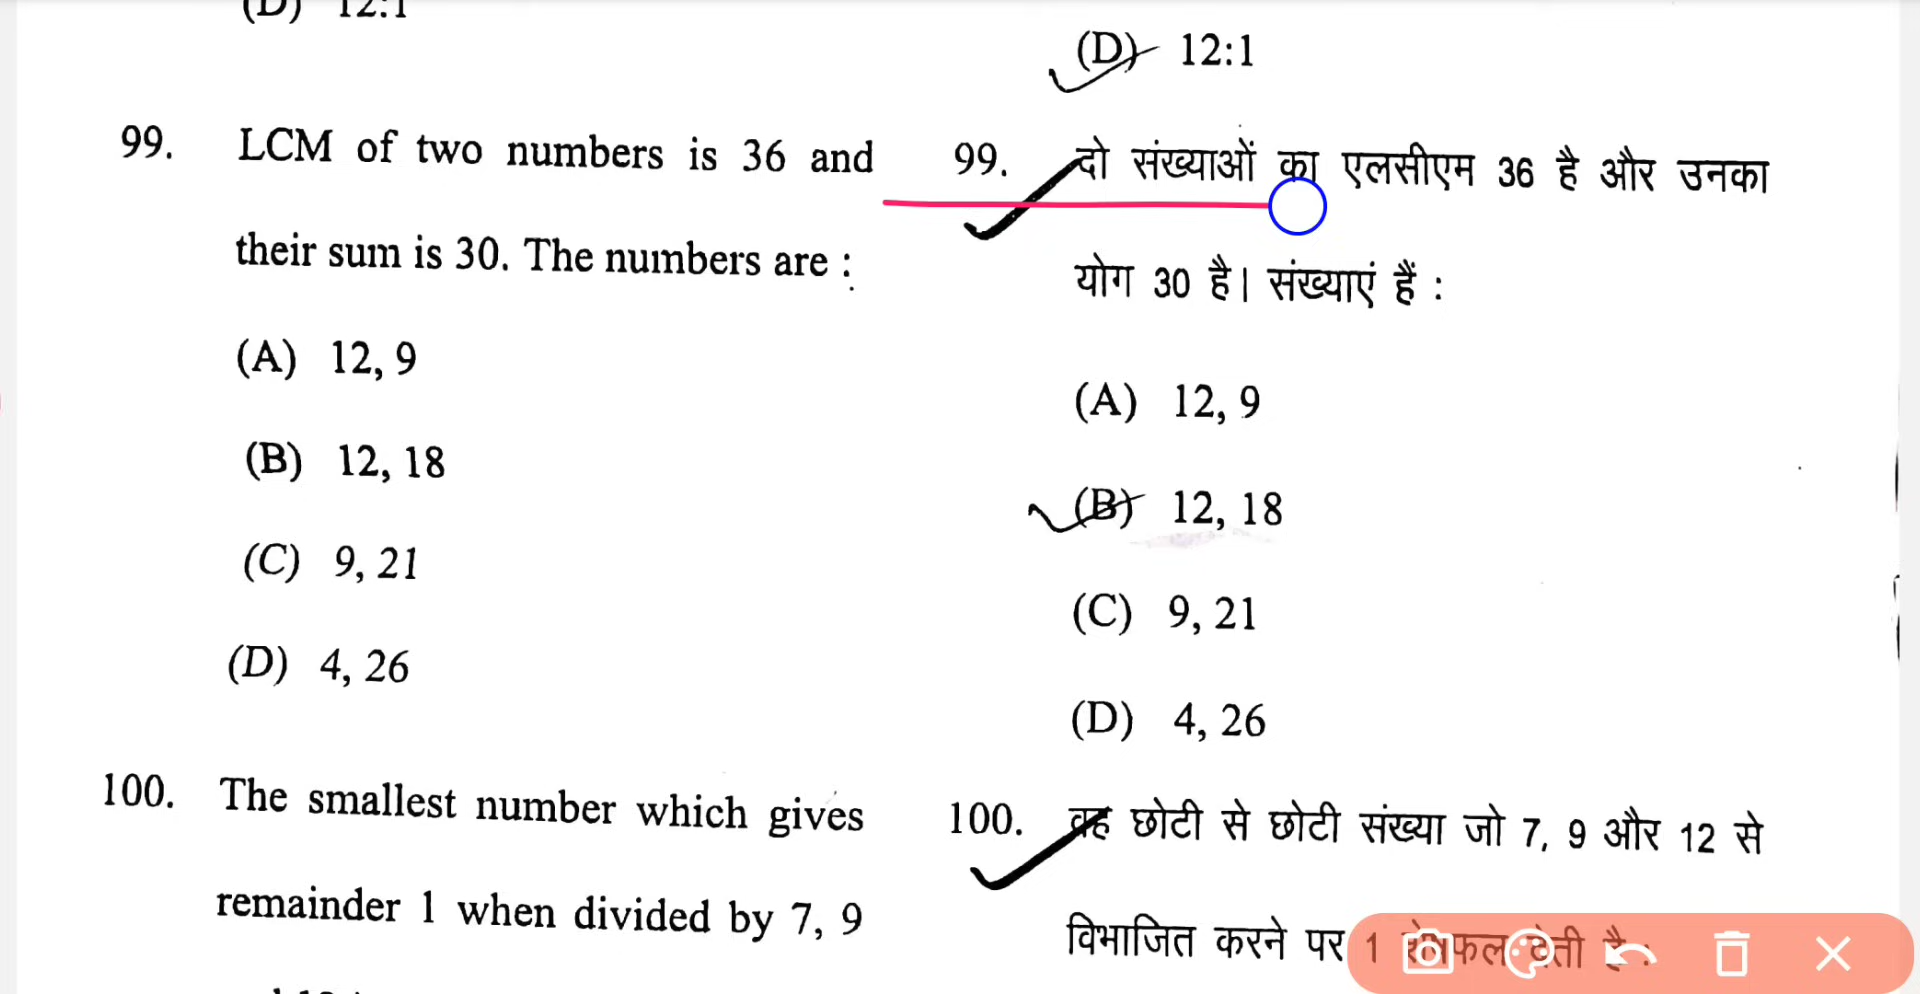 (D) 12:1
99. LCM of two numbers is 36 and
their sum is 30. The numbers are :
(A) 12, 9
(B) 12, 18
(C) 9, 21
(D) 4, 26
100. The smallest number which gives
remainder 1 when divided by 7, 9
(D) 12:1
99. दो संख्याओं का एलसीएम 36 है और उनका
योग 30 है। संख्याएं हैं :
(A) 12, 9
(B) 12, 18
(C) 9, 21
(D) 4, 26
100. वह छोटी से छोटी संख्या जो 7, 9 और 12 से
विभाजित करने पर 1 शेषफल देती है :